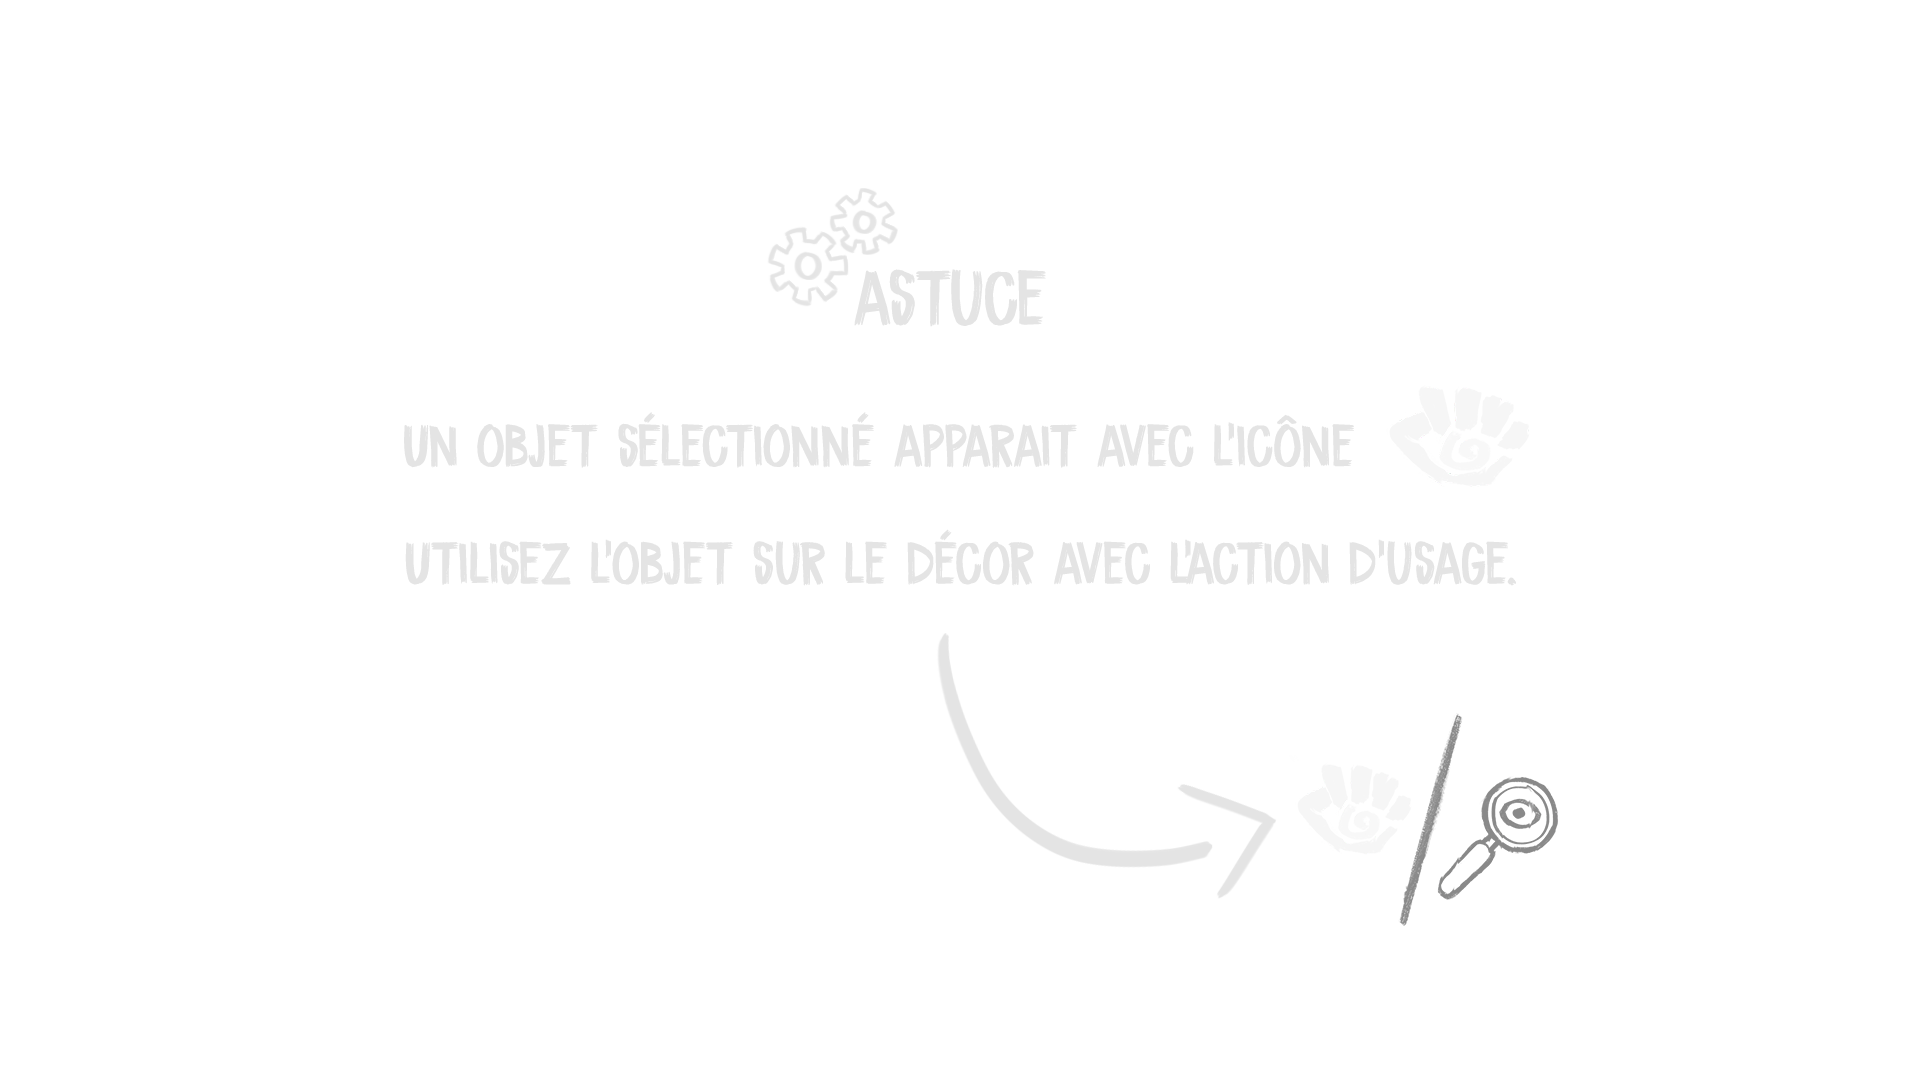 ASTUCE
UN OBJET SÉLECTIONNÉ APPARAIT AVEC L'ICÔNE
UTILISEZ L'OBJET SUR LE DÉCOR AVEC L'ACTION D'USAGE.